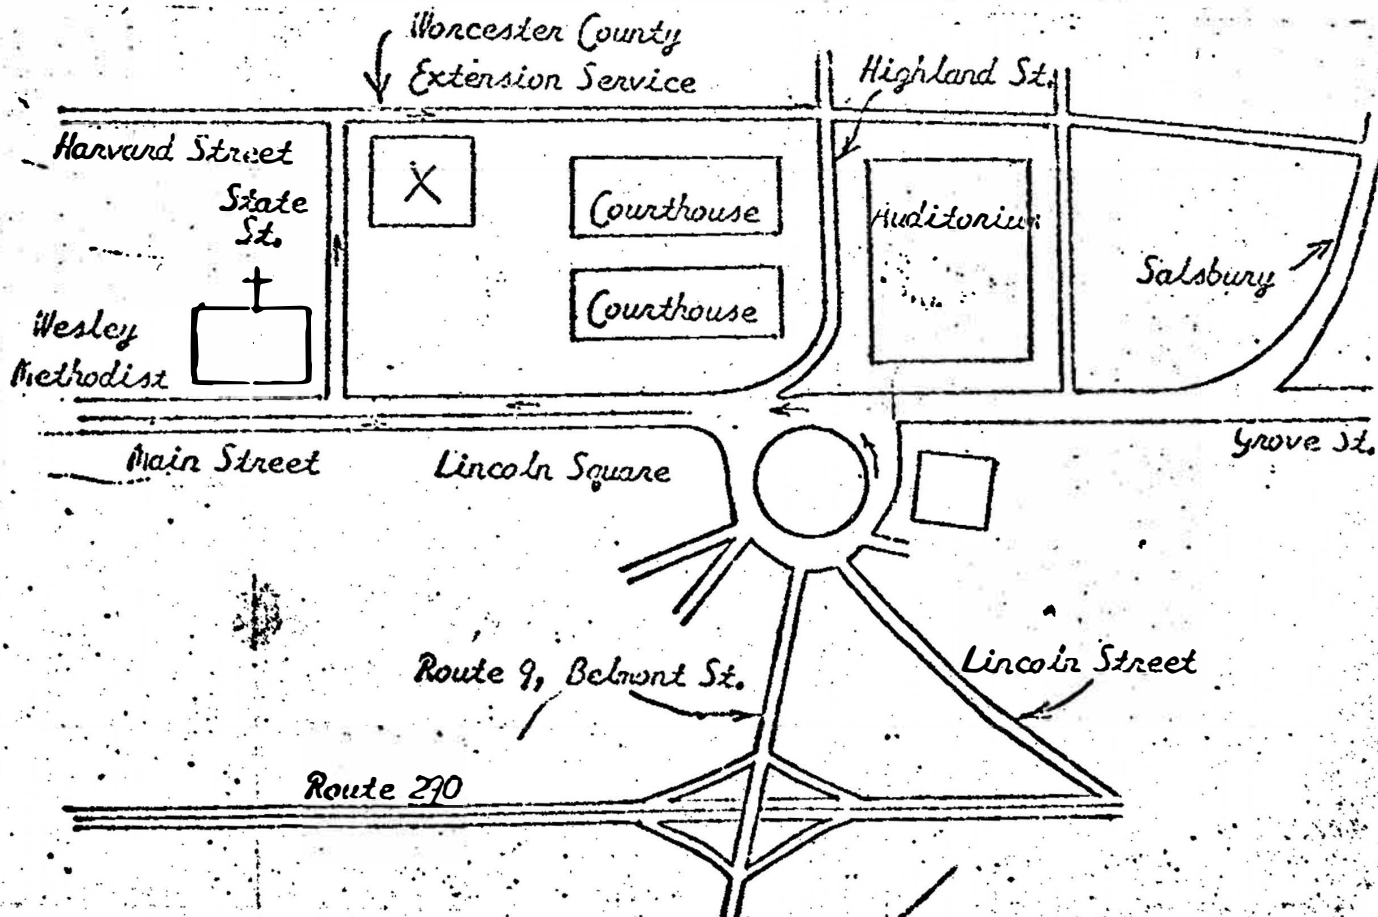 Worcester County
Extension Service
Highland St.
Harvard Street
State
St.
X
Courthouse
Auditorium
Courthouse
Salsbury
Wesley
Methodist
Main Street
Lincoln Square
Grove St.
Route 9, Belmont St.
Lincoln Street
Route 290